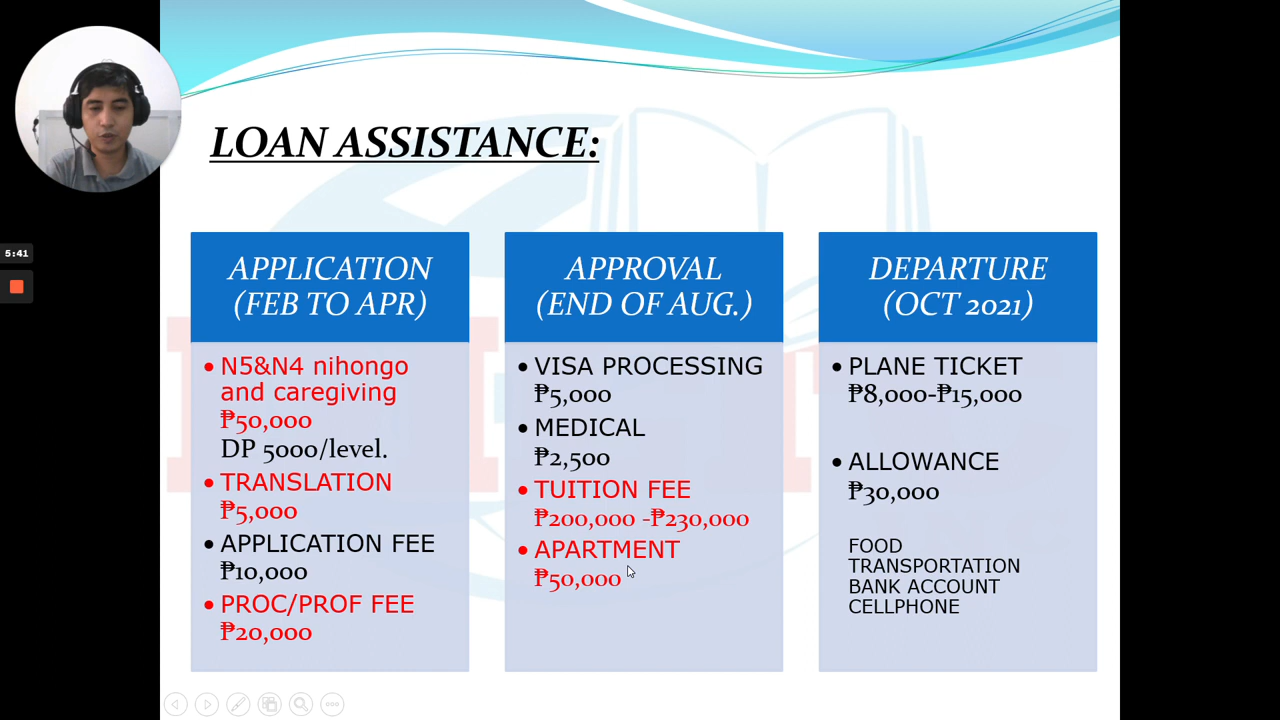 5:41
LOAN ASSISTANCE:
APPLICATION
(FEB TO APR)
• N5&N4 nihongo
and caregiving
₱50,000
DP 5000/level.
• TRANSLATION
₱5,000
• APPLICATION FEE
₱10,000
• PROC/PROF FEE
₱20,000
APPROVAL
(END OF AUG.)
• VISA PROCESSING
₱5,000
• MEDICAL
₱2,500
• TUITION FEE
₱200,000 -₱230,000
• APARTMENT
₱50,000
DEPARTURE
(OCT 2021)
• PLANE TICKET
₱8,000-₱15,000
• ALLOWANCE
₱30,000
FOOD
TRANSPORTATION
BANK ACCOUNT
CELLPHONE